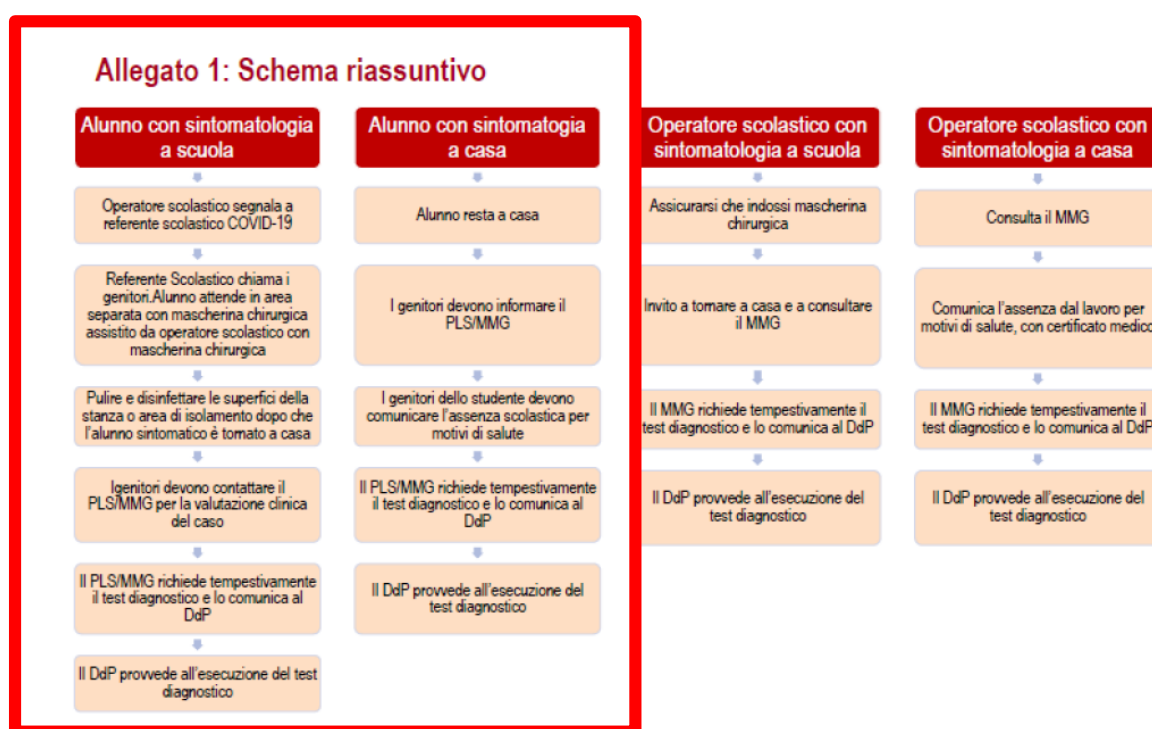 Allegato 1: Schema riassuntivo
Alunno con sintomatologia
a scuola
Operatore scolastico segnala a
referente scolastico COVID-19
Referente Scolastico chiama i
genitori.Alunno attende in area
separata con mascherina chirurgica
assistito da operatore scolastico con
mascherina chirurgica
Pulire e disinfettare le superfici della
stanza o area di isolamento dopo che
l'alunno sintomatico è tornato a casa
Igenitori devono contattare il
PLS/MMG per la valutazione clinica
del caso
Il PLS/MMG richiede tempestivamente
il test diagnostico e lo comunica al
DdP
Il DdP provvede all'esecuzione del test
diagnostico
Alunno con sintomatogia
a casa
Alunno resta a casa
I genitori devono informare il
PLS/MMG
I genitori dello studente devono
comunicare l'assenza scolastica per
motivi di salute
Il PLS/MMG richiede tempestivamente
il test diagnostico e lo comunica al
DdP
Il DdP provvede all'esecuzione del
test diagnostico
Operatore scolastico con
sintomatologia a scuola
Assicurarsi che indossi mascherina
chirurgica
Invito a tornare a casa e a consultare
il MMG
Il MMG richiede tempestivamente il
test diagnostico e lo comunica al DdP
Il DdP provvede all'esecuzione del
test diagnostico
Operatore scolastico con
sintomatologia a casa
Consulta il MMG
Comunica l'assenza dal lavoro per
motivi di salute, con certificato medico
Il MMG richiede tempestivamente il
test diagnostico e lo comunica al DdP
Il DdP provvede all'esecuzione del
test diagnostico